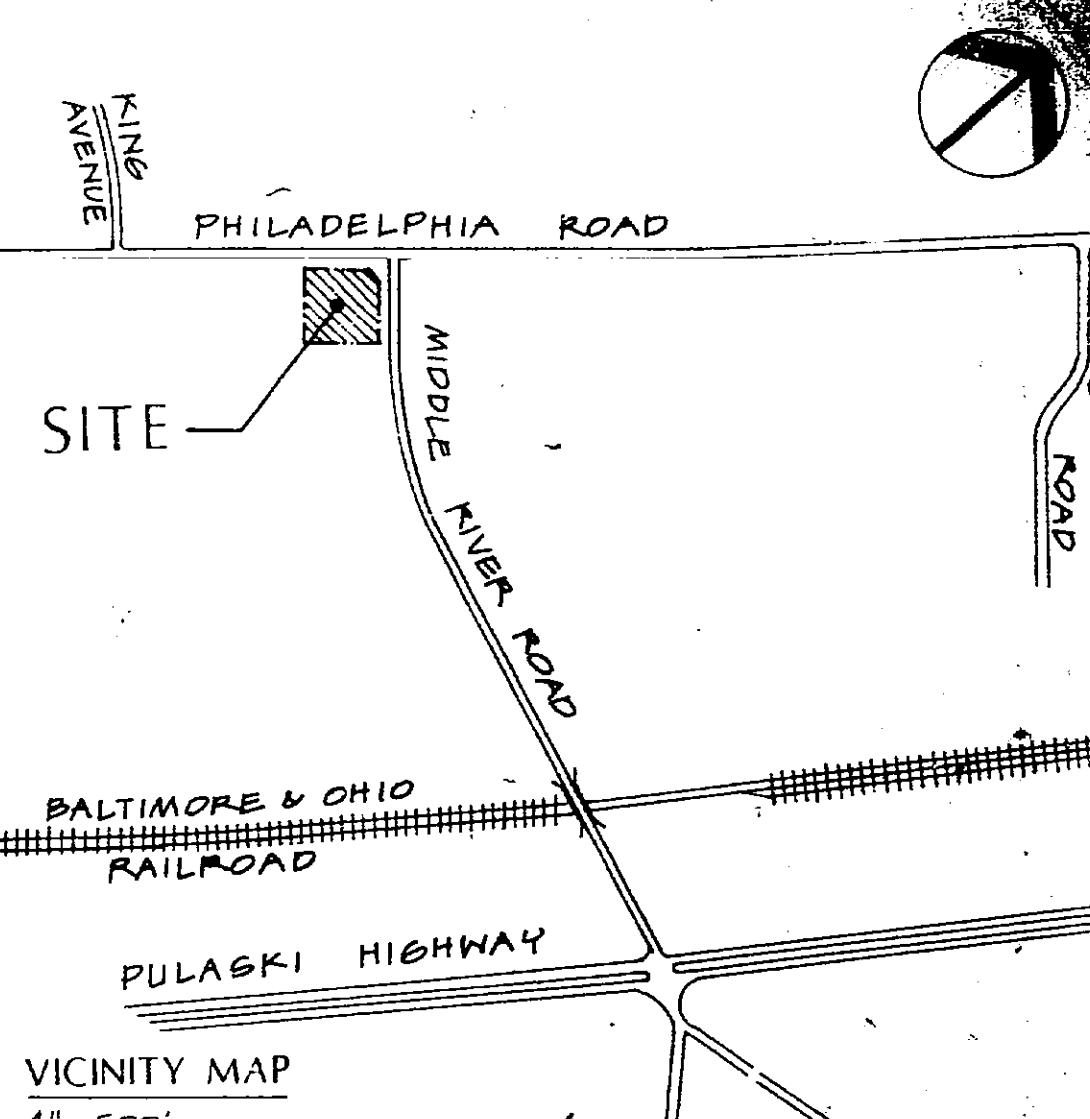 KING
AVENUE
PHILADELPHIA ROAD
SITE
MIDDLE RIVER ROAD
ROAD
BALTIMORE & OHIO
RAILROAD
PULASKI HIGHWAY
VICINITY MAP